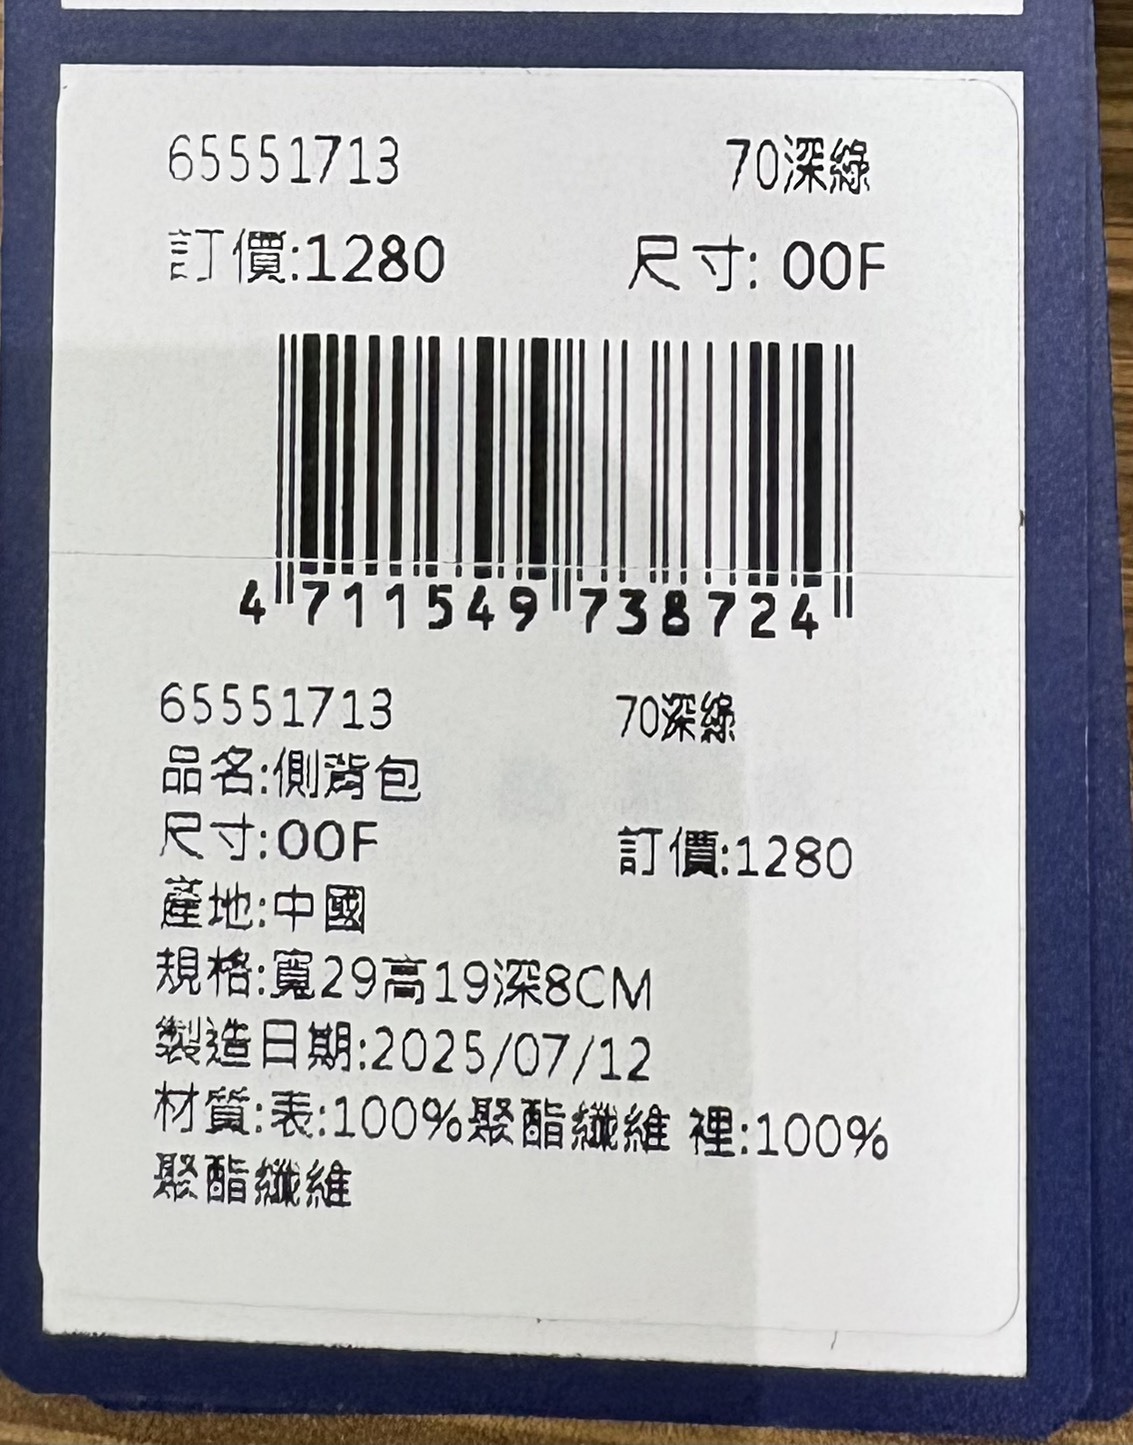 65551713 70深綠
訂價:1280 尺寸: 00F
4 711549 738724
65551713 70深綠
品名:側背包
尺寸:00F 訂價:1280
產地:中國
規格:寬29高19深8CM
製造日期:2025/07/12
材質:表:100%聚酯纖維 裡:100%
聚酯纖維